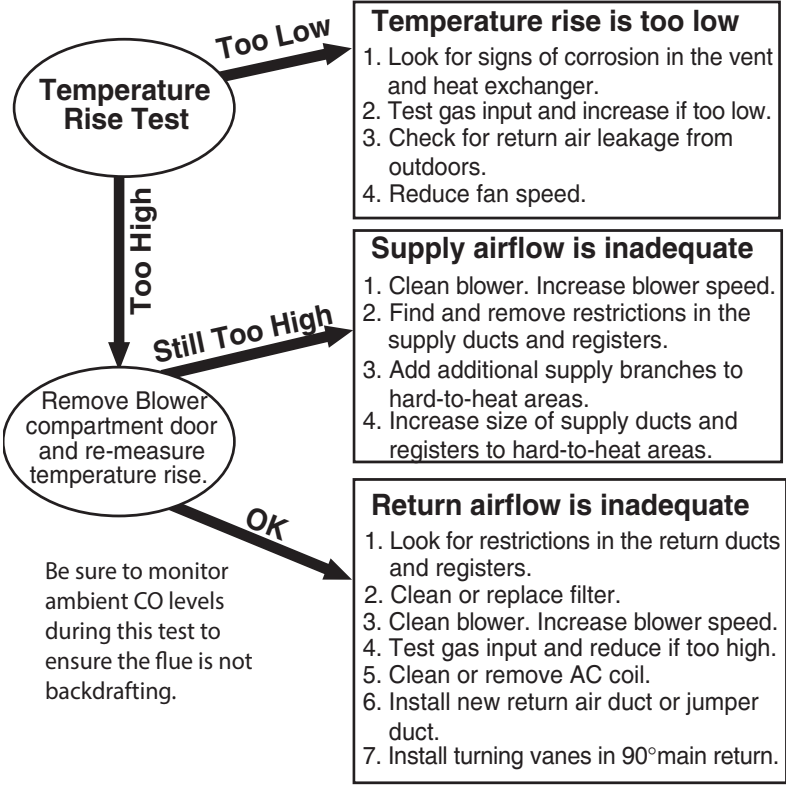 Temperature
Rise Test
Too Low
Temperature rise is too low
1. Look for signs of corrosion in the vent
and heat exchanger.
2. Test gas input and increase if too low.
3. Check for return air leakage from
outdoors.
4. Reduce fan speed.
Too High
Remove Blower
compartment door
and re-measure
temperature rise.
Still Too High
Supply airflow is inadequate
1. Clean blower. Increase blower speed.
2. Find and remove restrictions in the
supply ducts and registers.
3. Add additional supply branches to
hard-to-heat areas.
4. Increase size of supply ducts and
registers to hard-to-heat areas.
OK
Return airflow is inadequate
1. Look for restrictions in the return ducts
and registers.
2. Clean or replace filter.
3. Clean blower. Increase blower speed.
4. Test gas input and reduce if too high.
5. Clean or remove AC coil.
6. Install new return air duct or jumper
duct.
7. Install turning vanes in 90°main return.
Be sure to monitor
ambient CO levels
during this test to
ensure the flue is not
backdrafting.